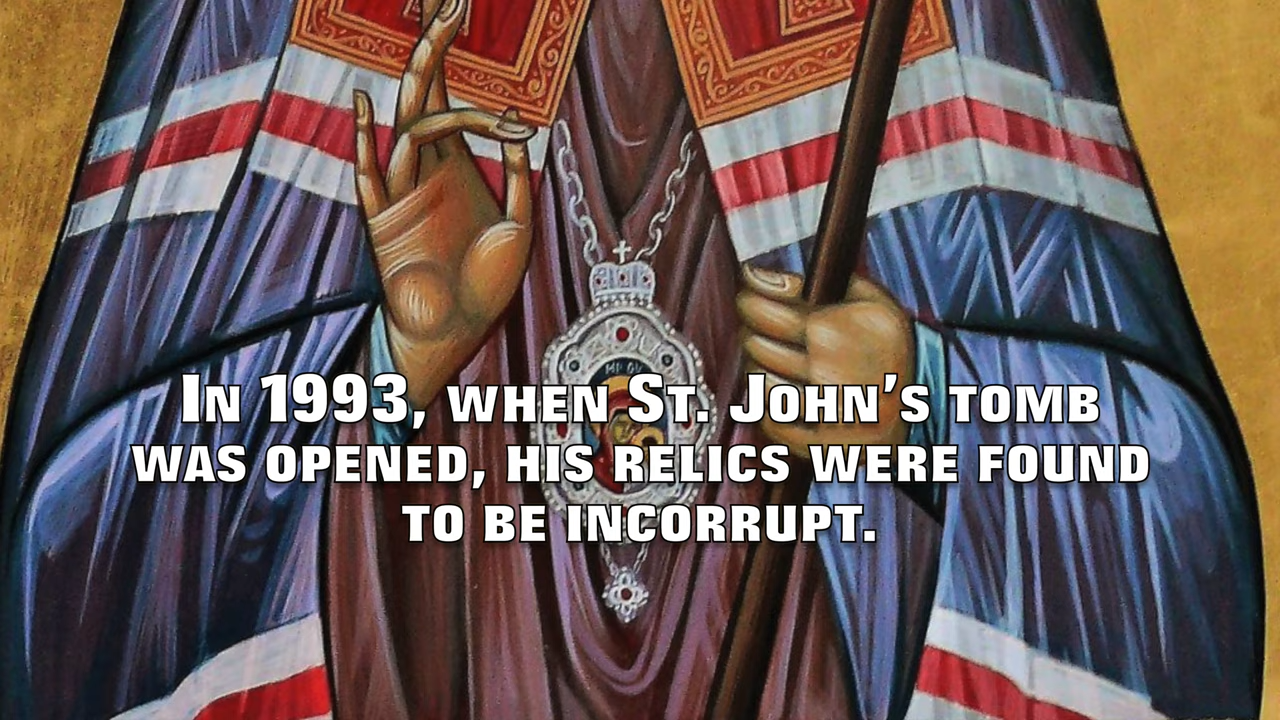 In 1993, when St. John’s tomb
was opened, his relics were found
to be incorrupt.